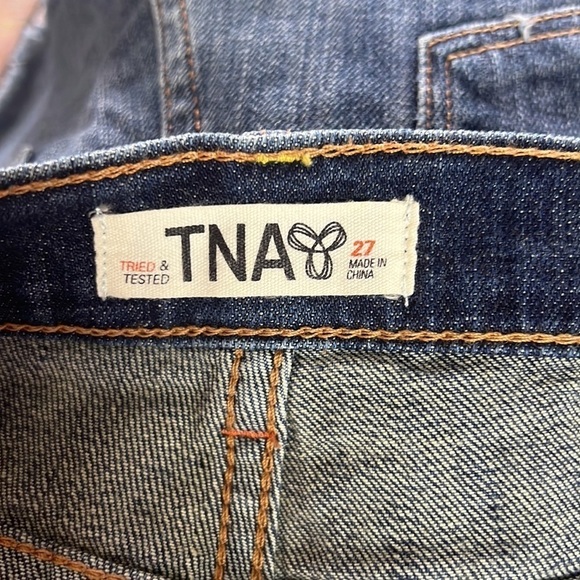 TRIED &
TESTED
TNA
27
MADE IN
CHINA